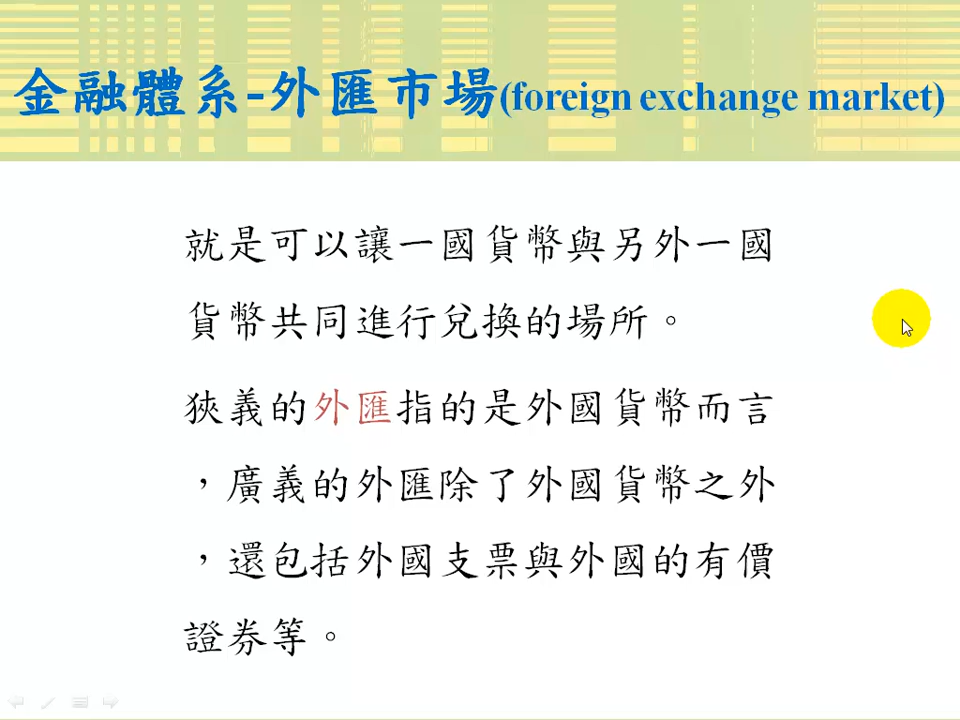 金融體系-外匯市場(foreign exchange market)
就是可以讓一國貨幣與另外一國
貨幣共同進行兌換的場所。
狹義的外匯指的是外國貨幣而言
，廣義的外匯除了外國貨幣之外
，還包括外國支票與外國的有價
證券等。